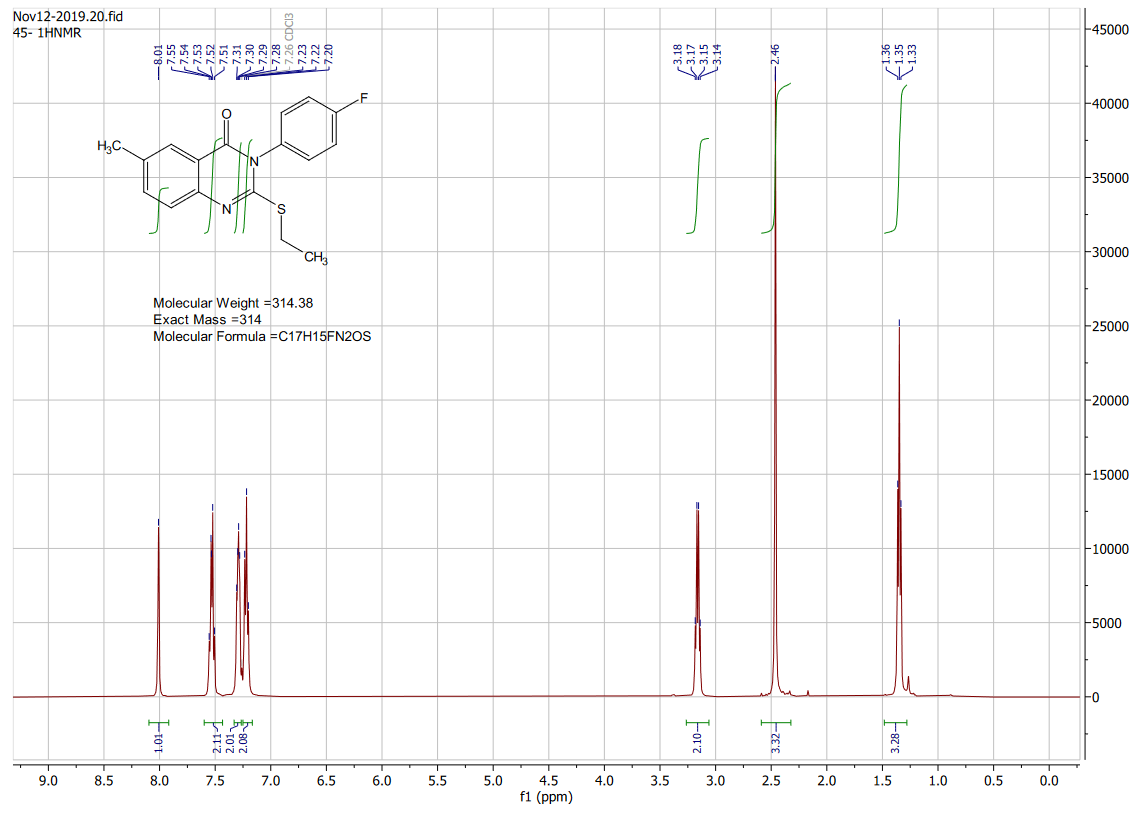 Nov12-2019.20.fid
45- 1HNMR
8.01
7.55
7.54
7.53
7.52
7.51
7.31
7.30
7.29
7.28
7.26 CDCl3
7.23
7.22
7.20
3.18
3.17
3.15
3.14
2.46
1.36
1.35
1.33
F
O
H3C
N
N
S
CH3
Molecular Weight =314.38
Exact Mass =314
Molecular Formula =C17H15FN2OS
45000
40000
35000
30000
25000
20000
15000
10000
5000
0
1.01
2.11
2.01
2.08
2.10
3.32
3.28
9.0 8.5 8.0 7.5 7.0 6.5 6.0 5.5 5.0 4.5 4.0 3.5 3.0 2.5 2.0 1.5 1.0 0.5 0.0
f1 (ppm)